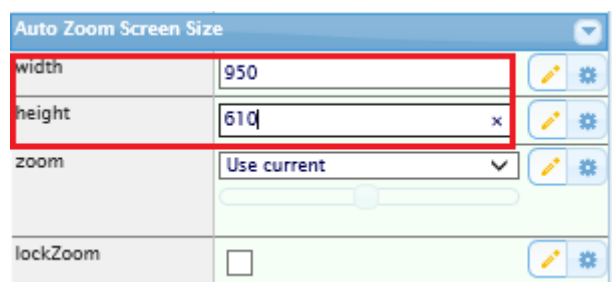 Auto Zoom Screen Size
width 950
height 610 ×
zoom Use current
lockZoom